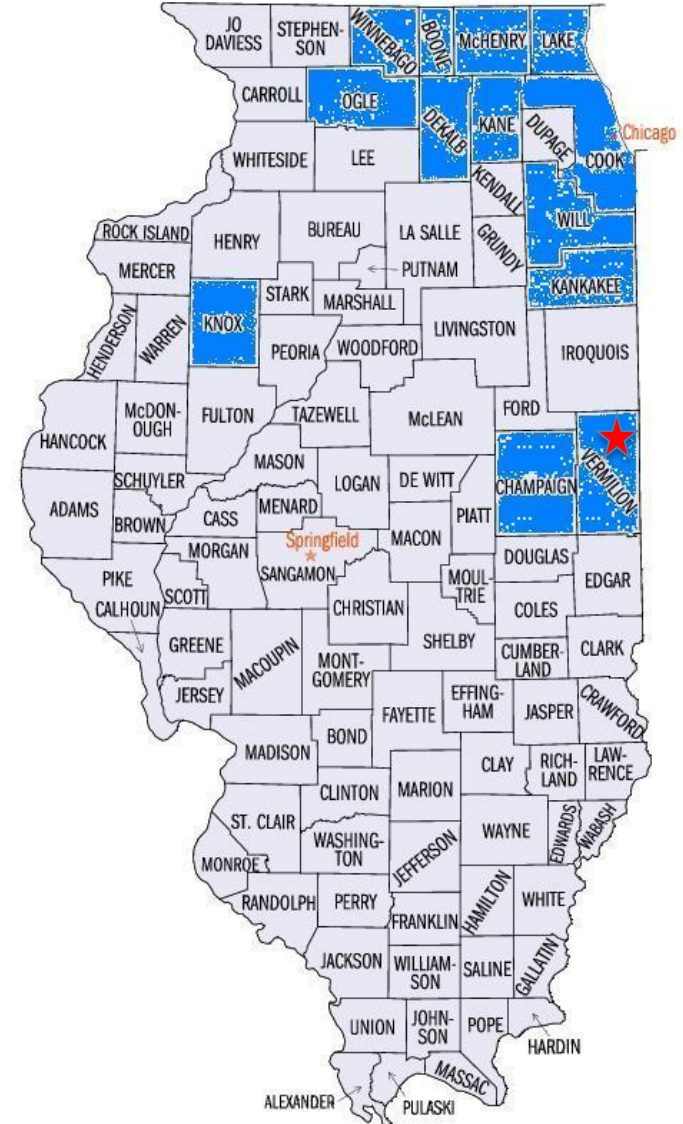 JO
DAVIESS
STEPHEN-
SON
WINNEBAGO
BOONE
McHENRY
LAKE
CARROLL
OGLE
DEKALB
KANE
DUPAGE
COOK
Chicago
WHITESIDE
LEE
KENDALL
WILL
ROCK ISLAND
HENRY
BUREAU
LA SALLE
GRUNDY
MERCER
PUTNAM
KANKAKEE
HENDERSON
WARREN
KNOX
STARK
MARSHALL
LIVINGSTON
PEORIA
WOODFORD
IROQUOIS
HANCOCK
McDON-
OUGH
FULTON
TAZEWELL
McLEAN
FORD
VERMILION
MASON
SCHUYLER
LOGAN
DE WITT
CHAMPAIGN
ADAMS
BROWN
CASS
MENARD
PIATT
MACON
Springfield
SANGAMON
MORGAN
DOUGLAS
PIKE
SCOTT
CHRISTIAN
MOUL-
TRIE
EDGAR
CALHOUN
COLES
GREENE
MACOUPIN
SHELBY
CUMBER-
LAND
CLARK
MONT-
GOMERY
JERSEY
FAYETTE
EFFING-
HAM
JASPER
CRAWFORD
BOND
MADISON
CLAY
RICH-
LAND
LAW-
RENCE
CLINTON
MARION
ST. CLAIR
WAYNE
EDWARDS
WABASH
WASHING-
TON
JEFFERSON
MONROE
RANDOLPH
PERRY
HAMILTON
WHITE
FRANKLIN
JACKSON
WILLIAM-
SON
SALINE
GALLATIN
UNION
JOHN-
SON
POPE
HARDIN
MASSAC
ALEXANDER
PULASKI